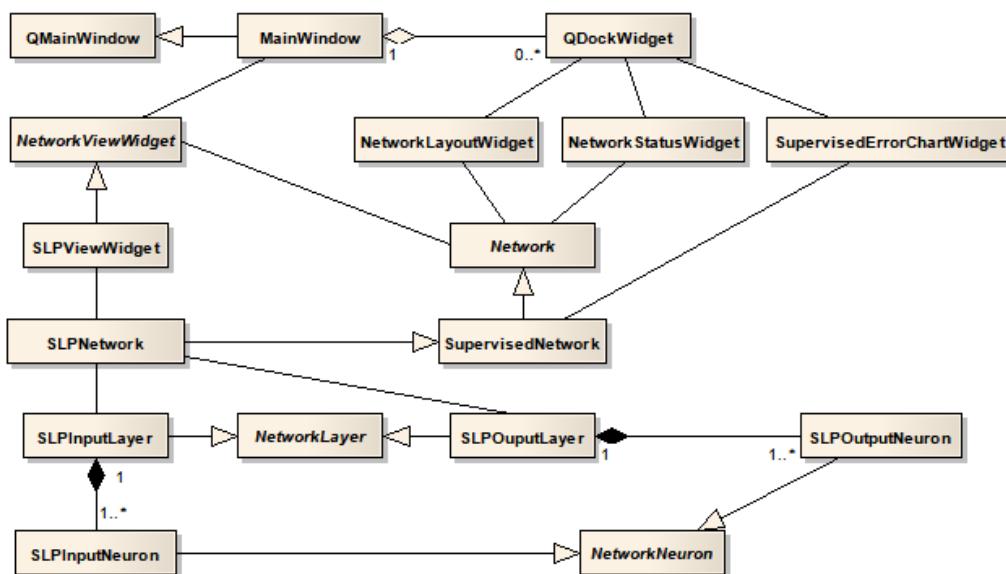 QMainWindow
MainWindow
1
0..*
QDockWidget
NetworkViewWidget
NetworkLayoutWidget
NetworkStatusWidget
SupervisedErrorChartWidget
SLPViewWidget
Network
SLPNetwork
SupervisedNetwork
SLPInputLayer
NetworkLayer
SLPOuputLayer
1
1..*
SLPOutputNeuron
1
1..*
SLPInputNeuron
NetworkNeuron